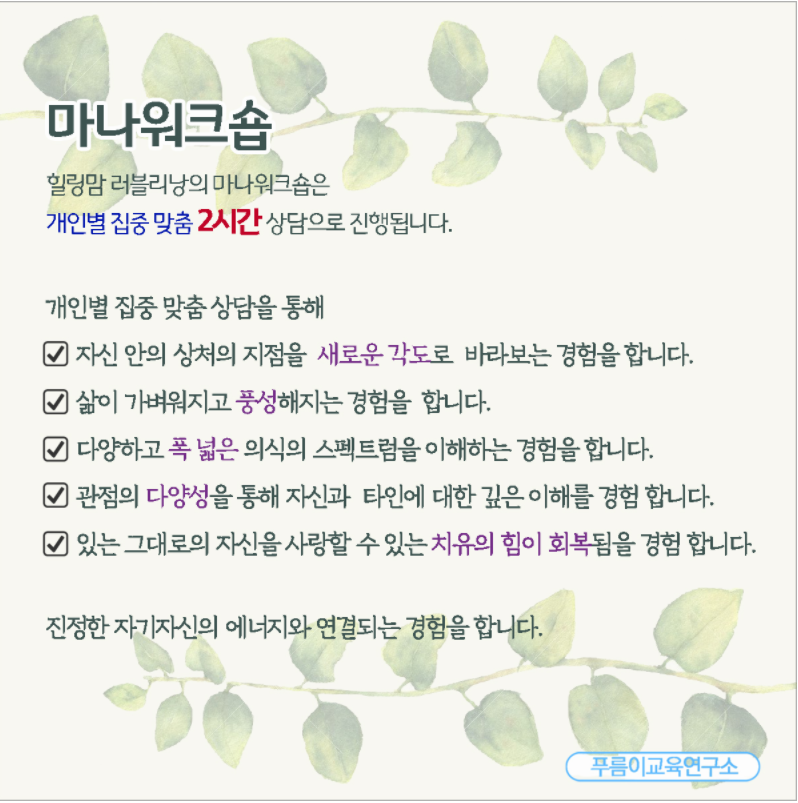 마나워크숍
힐링맘 러블리낭의 마나워크숍은
개인별 집중 맞춤 2시간 상담으로 진행됩니다.
개인별 집중 맞춤 상담을 통해
자신 안의 상처의 지점을 새로운 각도로 바라보는 경험을 합니다.
삶이 가벼워지고 풍성해지는 경험을 합니다.
다양하고 폭 넓은 의식의 스펙트럼을 이해하는 경험을 합니다.
관점의 다양성을 통해 자신과 타인에 대한 깊은 이해를 경험 합니다.
있는 그대로의 자신을 사랑할 수 있는 치유의 힘이 회복됨을 경험 합니다.
진정한 자기자신의 에너지와 연결되는 경험을 합니다.
푸름이교육연구소